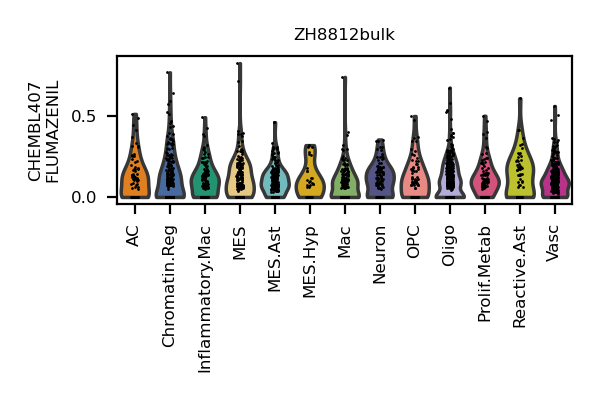 ZH8812bulk
CHEMBL407
FLUMAZENIL
0.5
0.0
AC
Chromatin.Reg
Inflammatory.Mac
MES
MES.Ast
MES.Hyp
Mac
Neuron
OPC
Oligo
Prolif.Metab
Reactive.Ast
Vasc